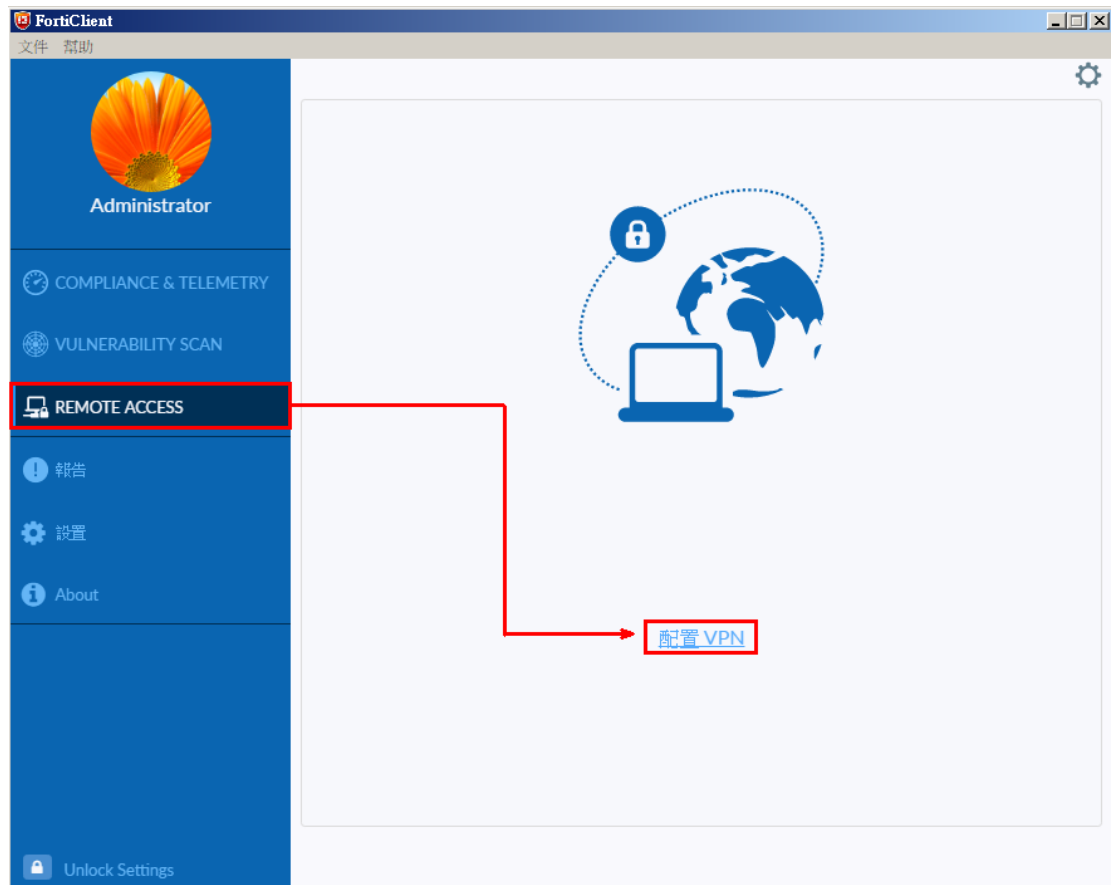 FortiClient
文件 幫助
Administrator
COMPLIANCE & TELEMETRY
VULNERABILITY SCAN
REMOTE ACCESS
報告
設置
About
配置 VPN
Unlock Settings